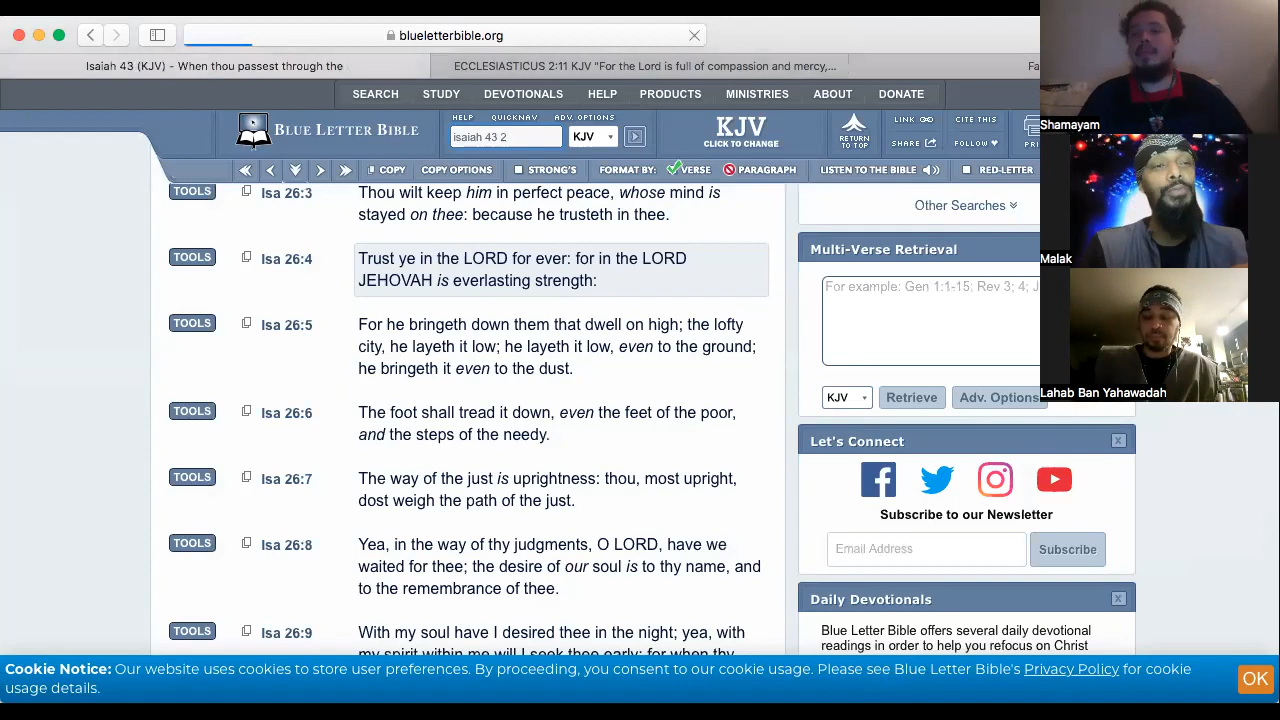 blueletterbible.org
Isaiah 43 (KJV) - When thou passest through the
ECCLESIASTICUS 2:11 KJV "For the Lord is full of compassion and mercy,...
Fa
SEARCH STUDY DEVOTIONALS HELP PRODUCTS MINISTRIES ABOUT DONATE
BLUE LETTER BIBLE
HELP QUICKNAV ADV. OPTIONS
isaiah 43 2 KJV
KJV
CLICK TO CHANGE
RETURN
TO TOP
LINK CITE THIS
SHARE FOLLOW PRI
COPY COPY OPTIONS STRONG'S FORMAT BY: VERSE PARAGRAPH LISTEN TO THE BIBLE RED-LETTER
TOOLS Isa 26:3 Thou wilt keep him in perfect peace, whose mind is
stayed on thee: because he trusteth in thee.
TOOLS Isa 26:4 Trust ye in the LORD for ever: for in the LORD
JEHOVAH is everlasting strength:
TOOLS Isa 26:5 For he bringeth down them that dwell on high; the lofty
city, he layeth it low; he layeth it low, even to the ground;
he bringeth it even to the dust.
TOOLS Isa 26:6 The foot shall tread it down, even the feet of the poor,
and the steps of the needy.
TOOLS Isa 26:7 The way of the just is uprightness: thou, most upright,
dost weigh the path of the just.
TOOLS Isa 26:8 Yea, in the way of thy judgments, O LORD, have we
waited for thee; the desire of our soul is to thy name, and
to the remembrance of thee.
TOOLS Isa 26:9 With my soul have I desired thee in the night; yea, with
my spirit within me will I seek thee early: for when thy
Other Searches
Multi-Verse Retrieval
For example: Gen 1:1-15; Rev 3; 4; J
KJV Retrieve Adv. Options
Let's Connect
Subscribe to our Newsletter
Email Address Subscribe
Daily Devotionals
Blue Letter Bible offers several daily devotional
readings in order to help you refocus on Christ
Shamayam
Malak
Lahab Ban Yahawadah
Cookie Notice: Our website uses cookies to store user preferences. By proceeding, you consent to our cookie usage. Please see Blue Letter Bible's Privacy Policy for cookie
usage details.
OK